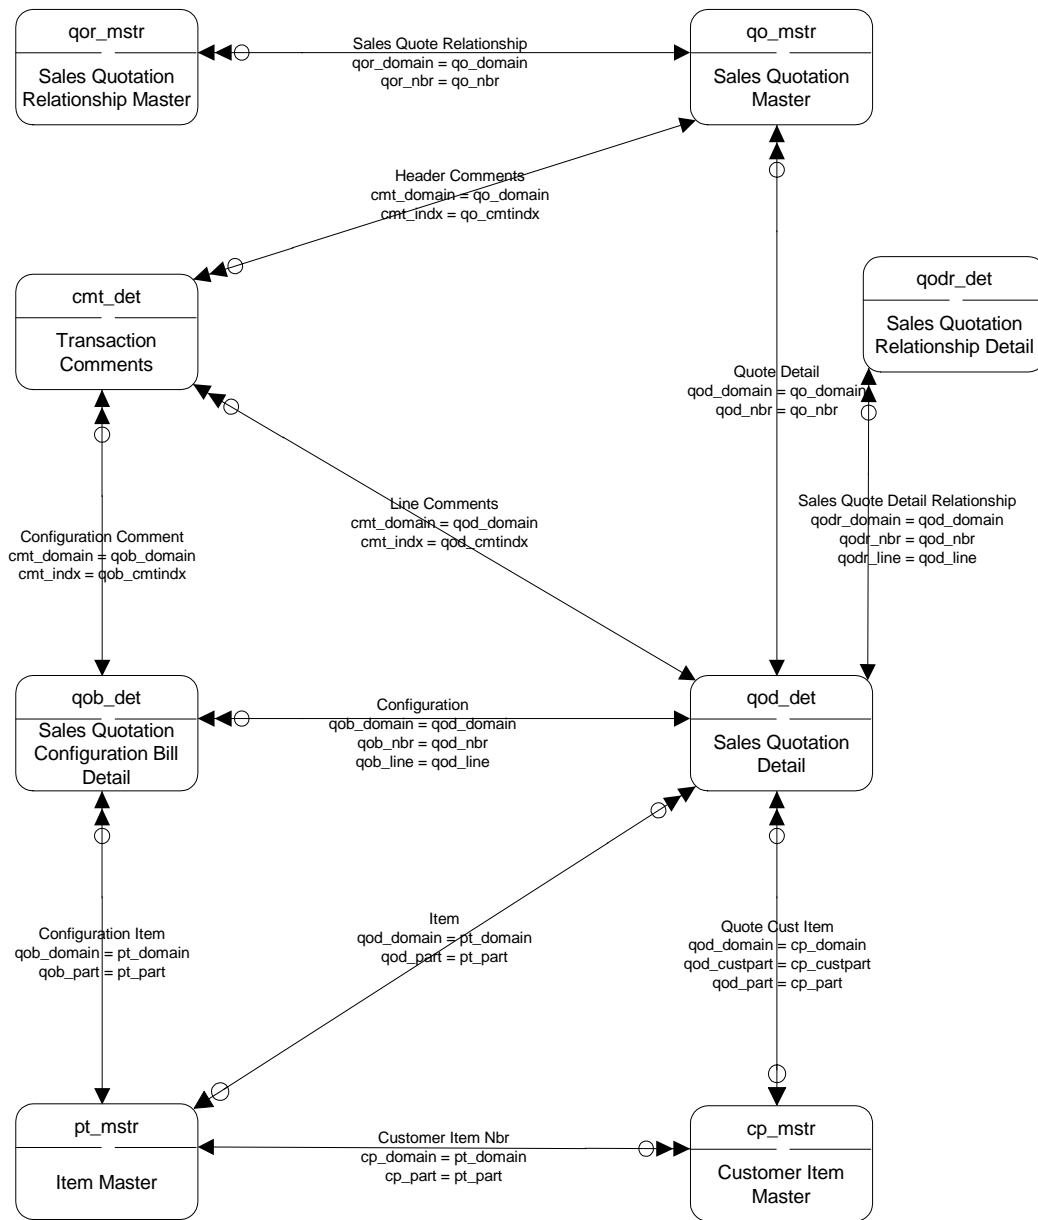 qor_mstr
Sales Quotation
Relationship Master
Sales Quote Relationship
qor_domain = qo_domain
qor_nbr = qo_nbr
qo_mstr
Sales Quotation
Master
Header Comments
cmt_domain = qo_domain
cmt_indx = qo_cmtindx
cmt_det
Transaction
Comments
qodr_det
Sales Quotation
Relationship Detail
Quote Detail
qod_domain = qo_domain
qod_nbr = qo_nbr
Line Comments
cmt_domain = qod_domain
cmt_indx = qod_cmtindx
Sales Quote Detail Relationship
qodr_domain = qod_domain
qodr_nbr = qod_nbr
qodr_line = qod_line
Configuration Comment
cmt_domain = qob_domain
cmt_indx = qob_cmtindx
qob_det
Sales Quotation
Configuration Bill
Detail
Configuration
qob_domain = qod_domain
qob_nbr = qod_nbr
qob_line = qod_line
qod_det
Sales Quotation
Detail
Configuration Item
qob_domain = pt_domain
qob_part = pt_part
Item
qod_domain = pt_domain
qod_part = pt_part
Quote Cust Item
qod_domain = cp_domain
qod_custpart = cp_custpart
qod_part = cp_part
pt_mstr
Item Master
Customer Item Nbr
cp_domain = pt_domain
cp_part = pt_part
cp_mstr
Customer Item
Master